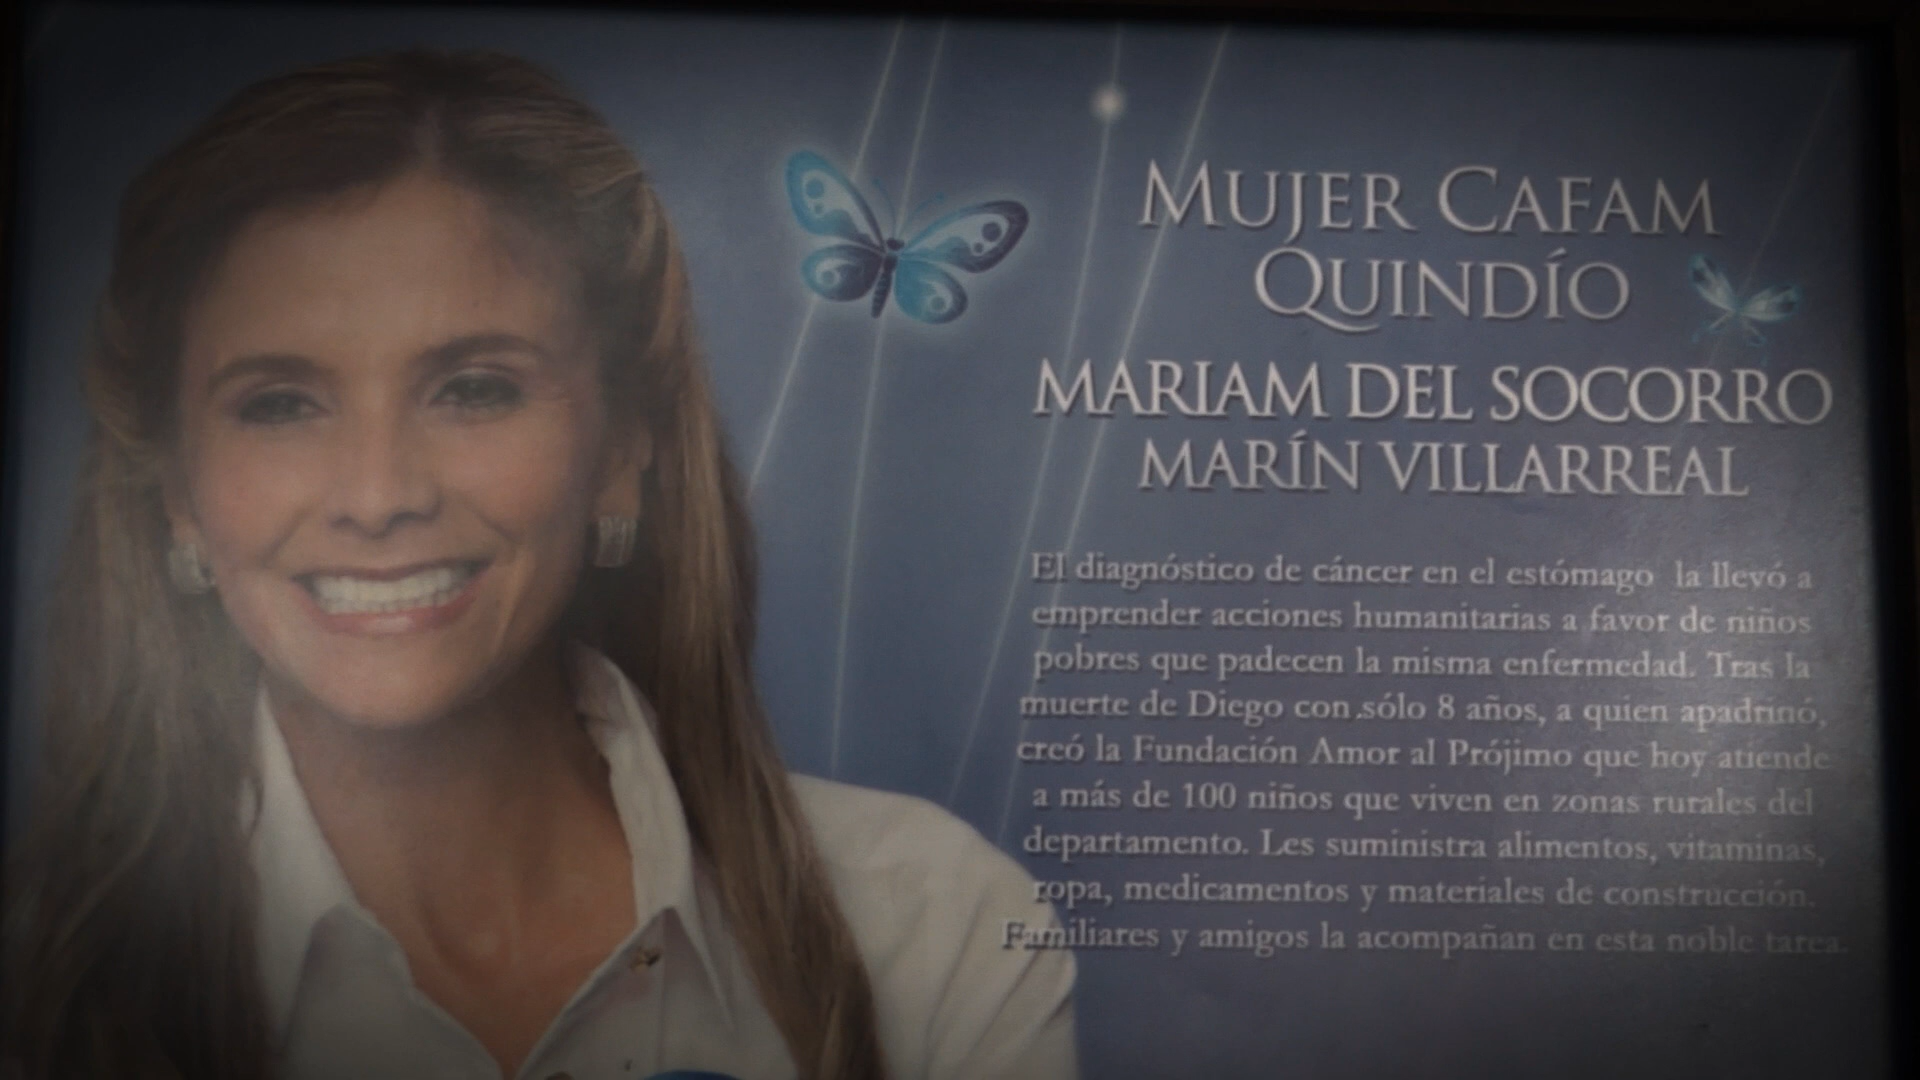 MUJER CAFAM
QUINDÍO
MARIAM DEL SOCORRO
MARÍN VILLARREAL
El diagnóstico de cáncer en el estómago la llevó a
emprender acciones humanitarias a favor de niños
pobres que padecen la misma enfermedad. Tras la
muerte de Diego con sólo 8 años, a quien apadrinó,
creó la Fundación Amor al Prójimo que hoy atiende
a más de 100 niños que viven en zonas rurales del
departamento. Les suministra alimentos, vitaminas,
ropa, medicamentos y materiales de construcción.
Familiares y amigos la acompañan en esta noble tarea.